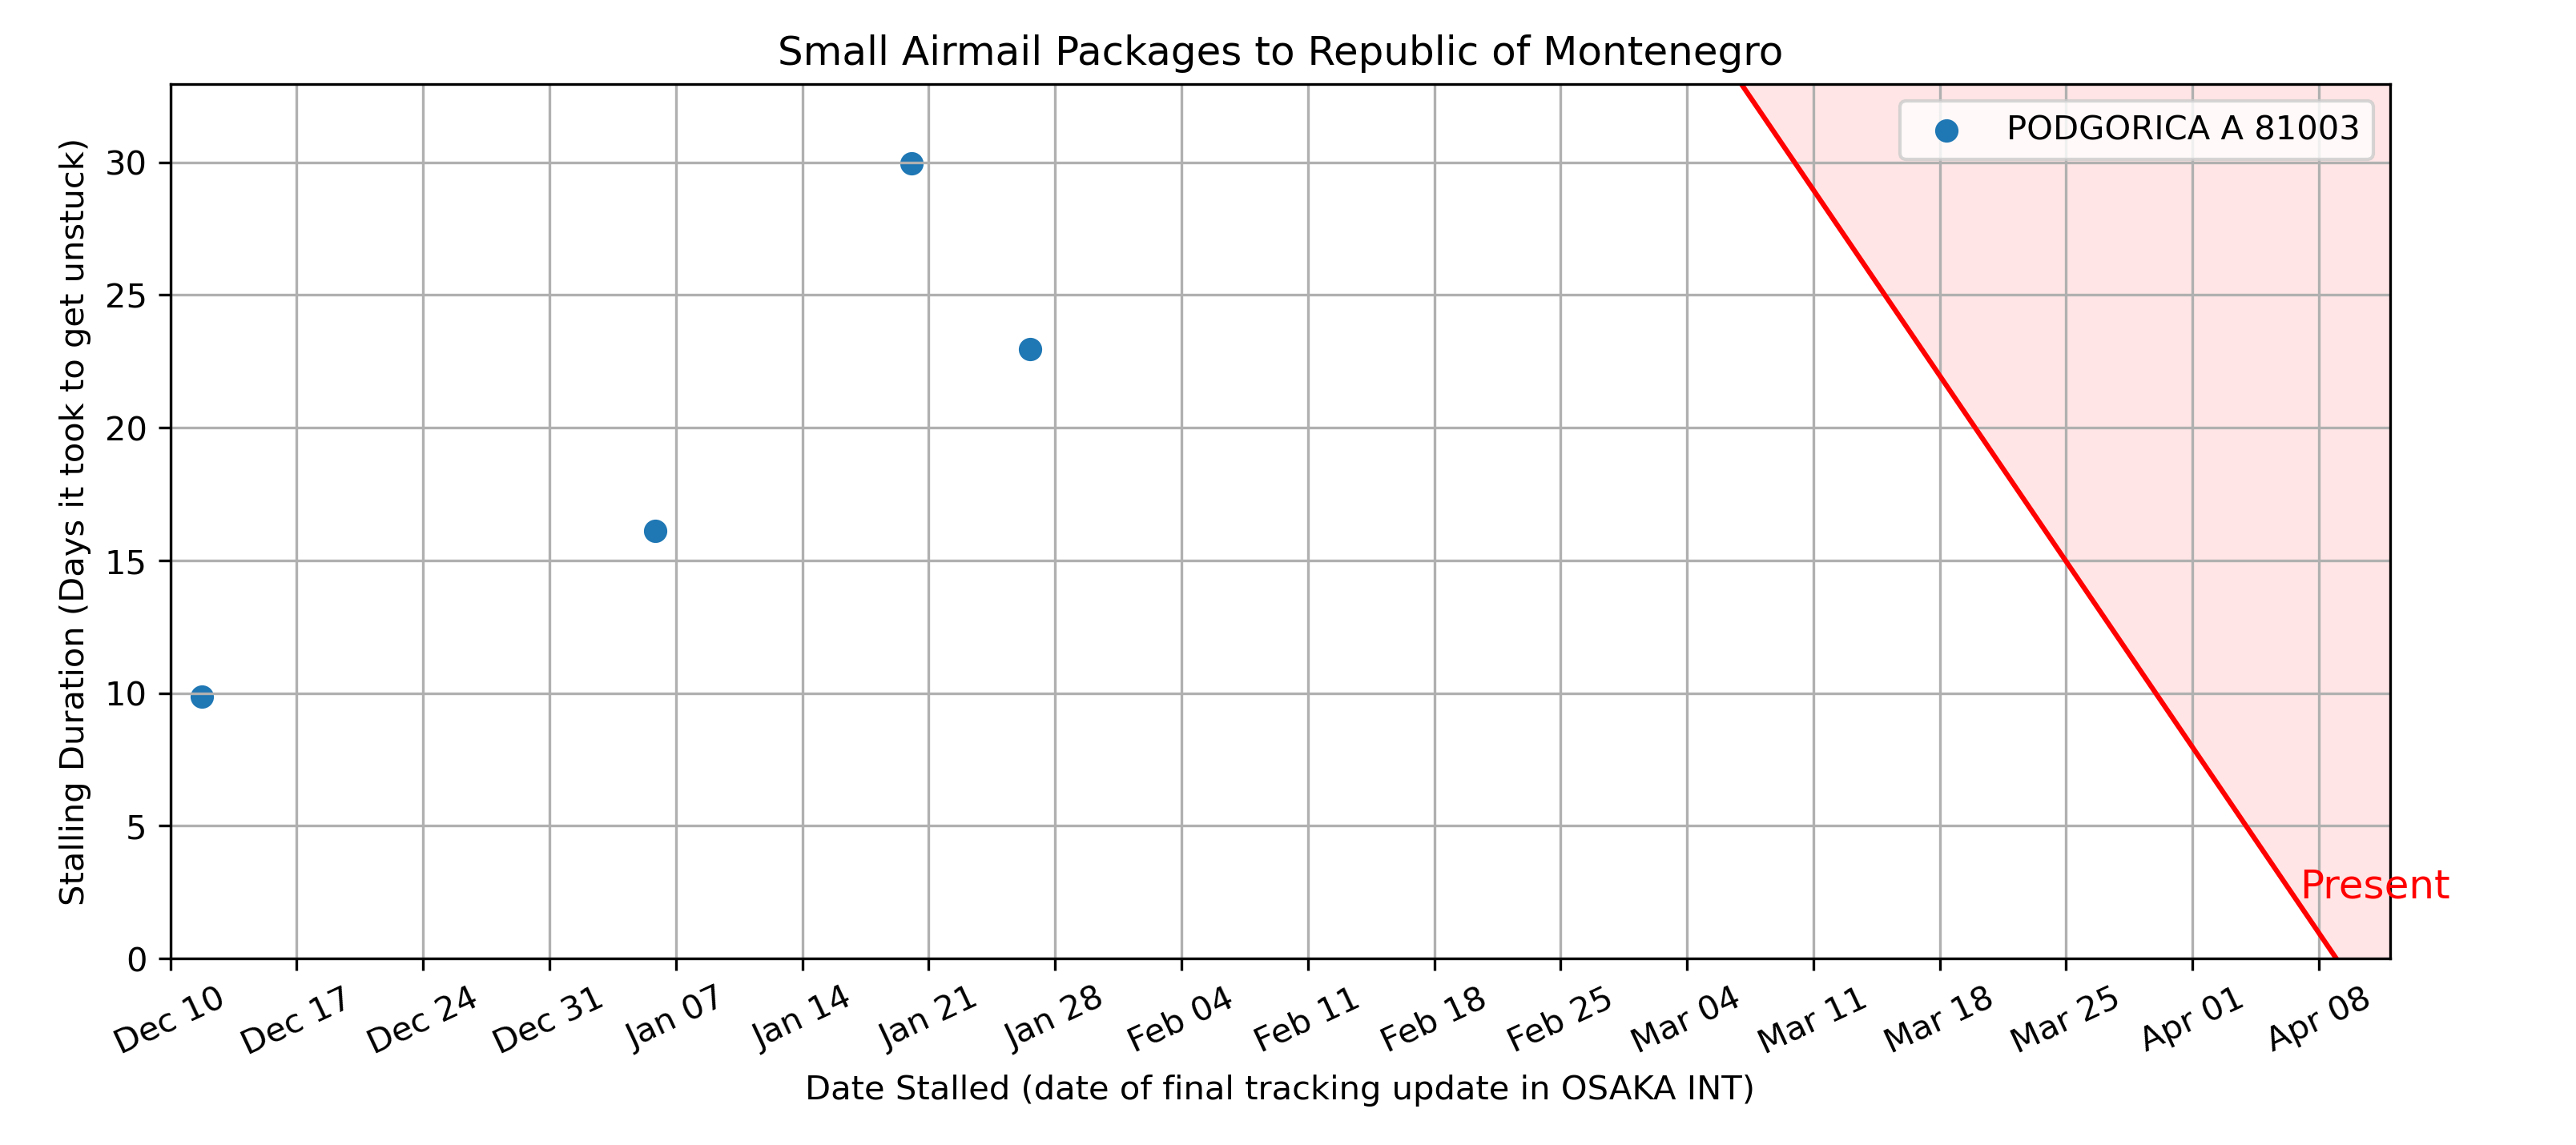 Small Airmail Packages to Republic of Montenegro
PODGORICA A 81003
Stalling Duration (Days it took to get unstuck)
30
25
20
15
10
5
0
Present
Dec 10
Dec 17
Dec 24
Dec 31
Jan 07
Jan 14
Jan 21
Jan 28
Feb 04
Feb 11
Feb 18
Feb 25
Mar 04
Mar 11
Mar 18
Mar 25
Apr 01
Apr 08
Date Stalled (date of final tracking update in OSAKA INT)